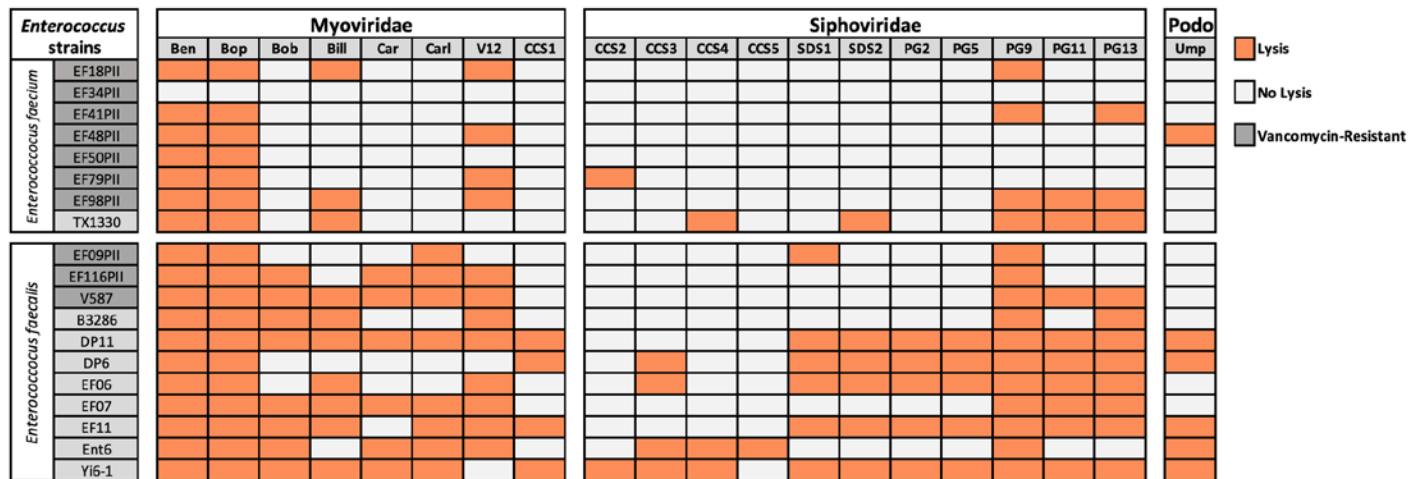 Enterococcus strains
Myoviridae
Siphoviridae
Podo
Ben Bop Bob Bill Car Carl V12 CCS1
CCS2 CCS3 CCS4 CCS5 SDS1 SDS2 PG2 PG5 PG9 PG11 PG13
Ump
Lysis
No Lysis
Vancomycin-Resistant
Enteroccocus faecium
EF18PII
EF34PII
EF41PII
EF48PII
EF50PII
EF79PII
EF98PII
TX1330
Enteroccocus faecalis
EF09PII
EF116PII
V587
B3286
DP11
DP6
EF06
EF07
EF11
Ent6
Yi6-1